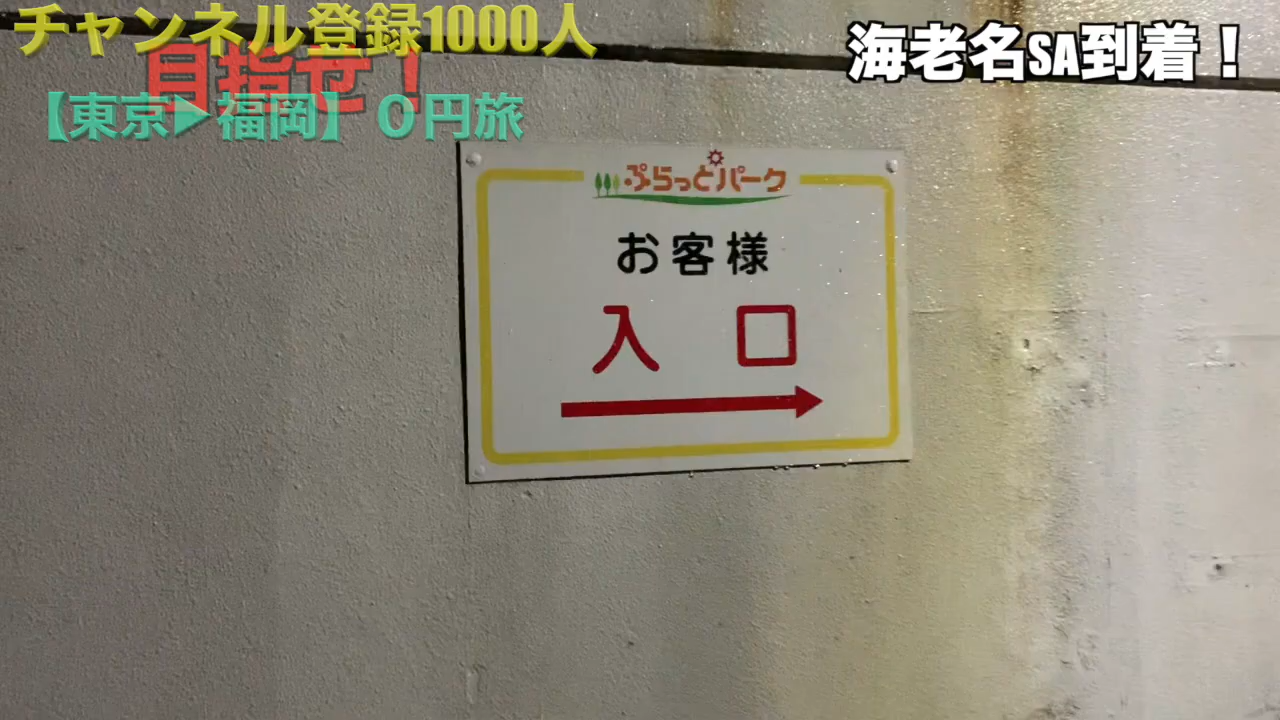 チャンネル登録1000人
目指せ！
【東京▶福岡】０円旅
海老名SA到着！
ぷらっとパーク
お客様
入口